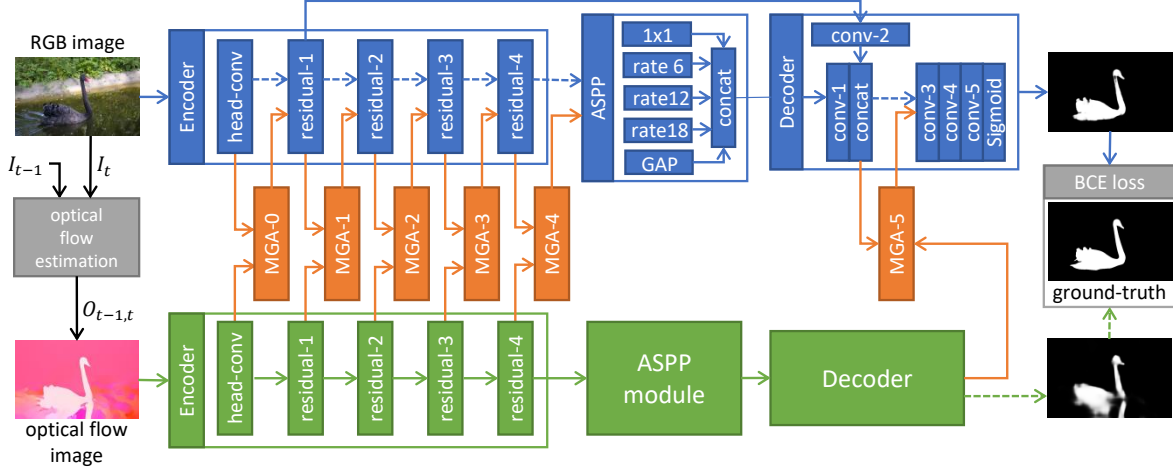 RGB image
I_{t-1}
I_t
optical
flow
estimation
O_{t-1,t}
optical flow
image
Encoder
head-conv
residual-1
residual-2
residual-3
residual-4
ASPP
1x1
rate 6
rate12
rate18
GAP
concat
Decoder
conv-2
conv-1
concat
conv-3
conv-4
conv-5
Sigmoid
BCE loss
ground-truth
MGA-0
MGA-1
MGA-2
MGA-3
MGA-4
MGA-5
Encoder
head-conv
residual-1
residual-2
residual-3
residual-4
ASPP
module
Decoder